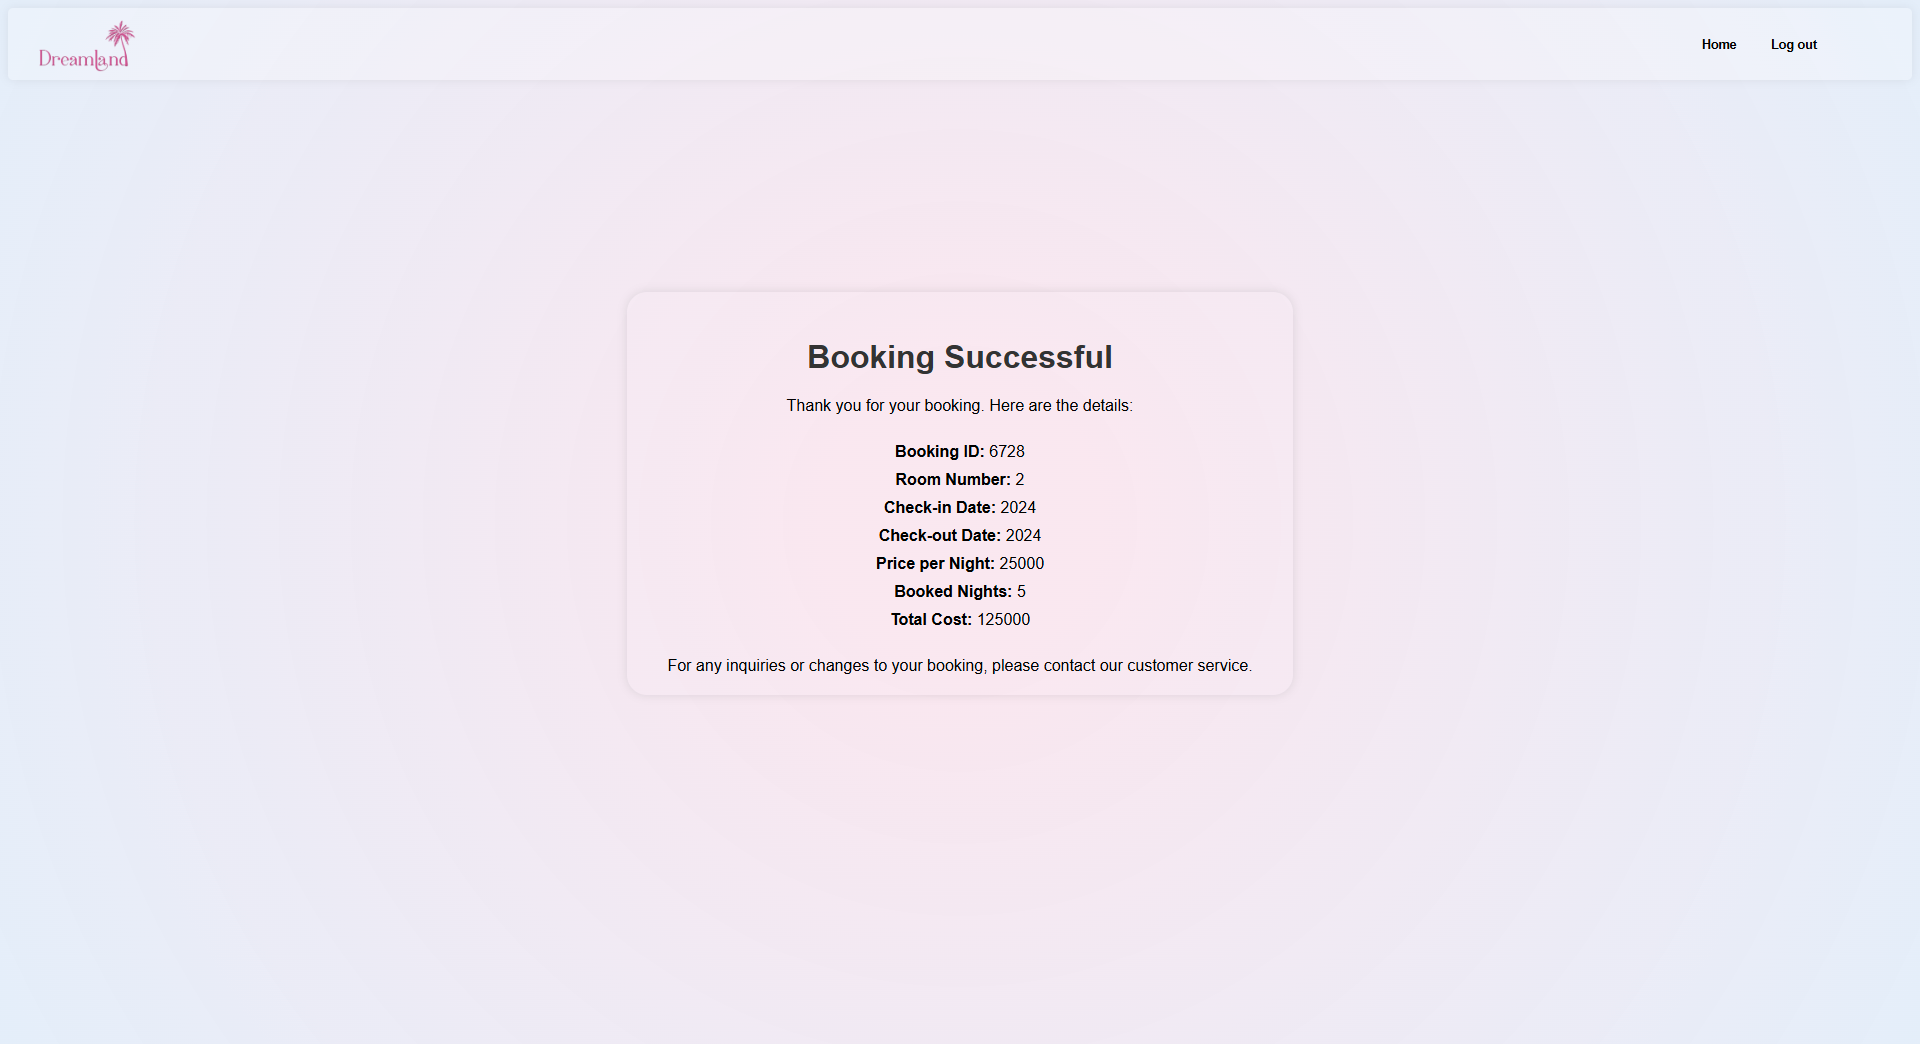 Dreamland
Home Log out
Booking Successful
Thank you for your booking. Here are the details:
Booking ID: 6728
Room Number: 2
Check-in Date: 2024
Check-out Date: 2024
Price per Night: 25000
Booked Nights: 5
Total Cost: 125000
For any inquiries or changes to your booking, please contact our customer service.